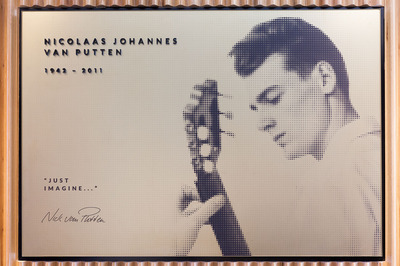 NICOLAAS JOHANNES
VAN PUTTEN
1942 – 2011
"JUST
IMAGINE..."
Nick van Putten